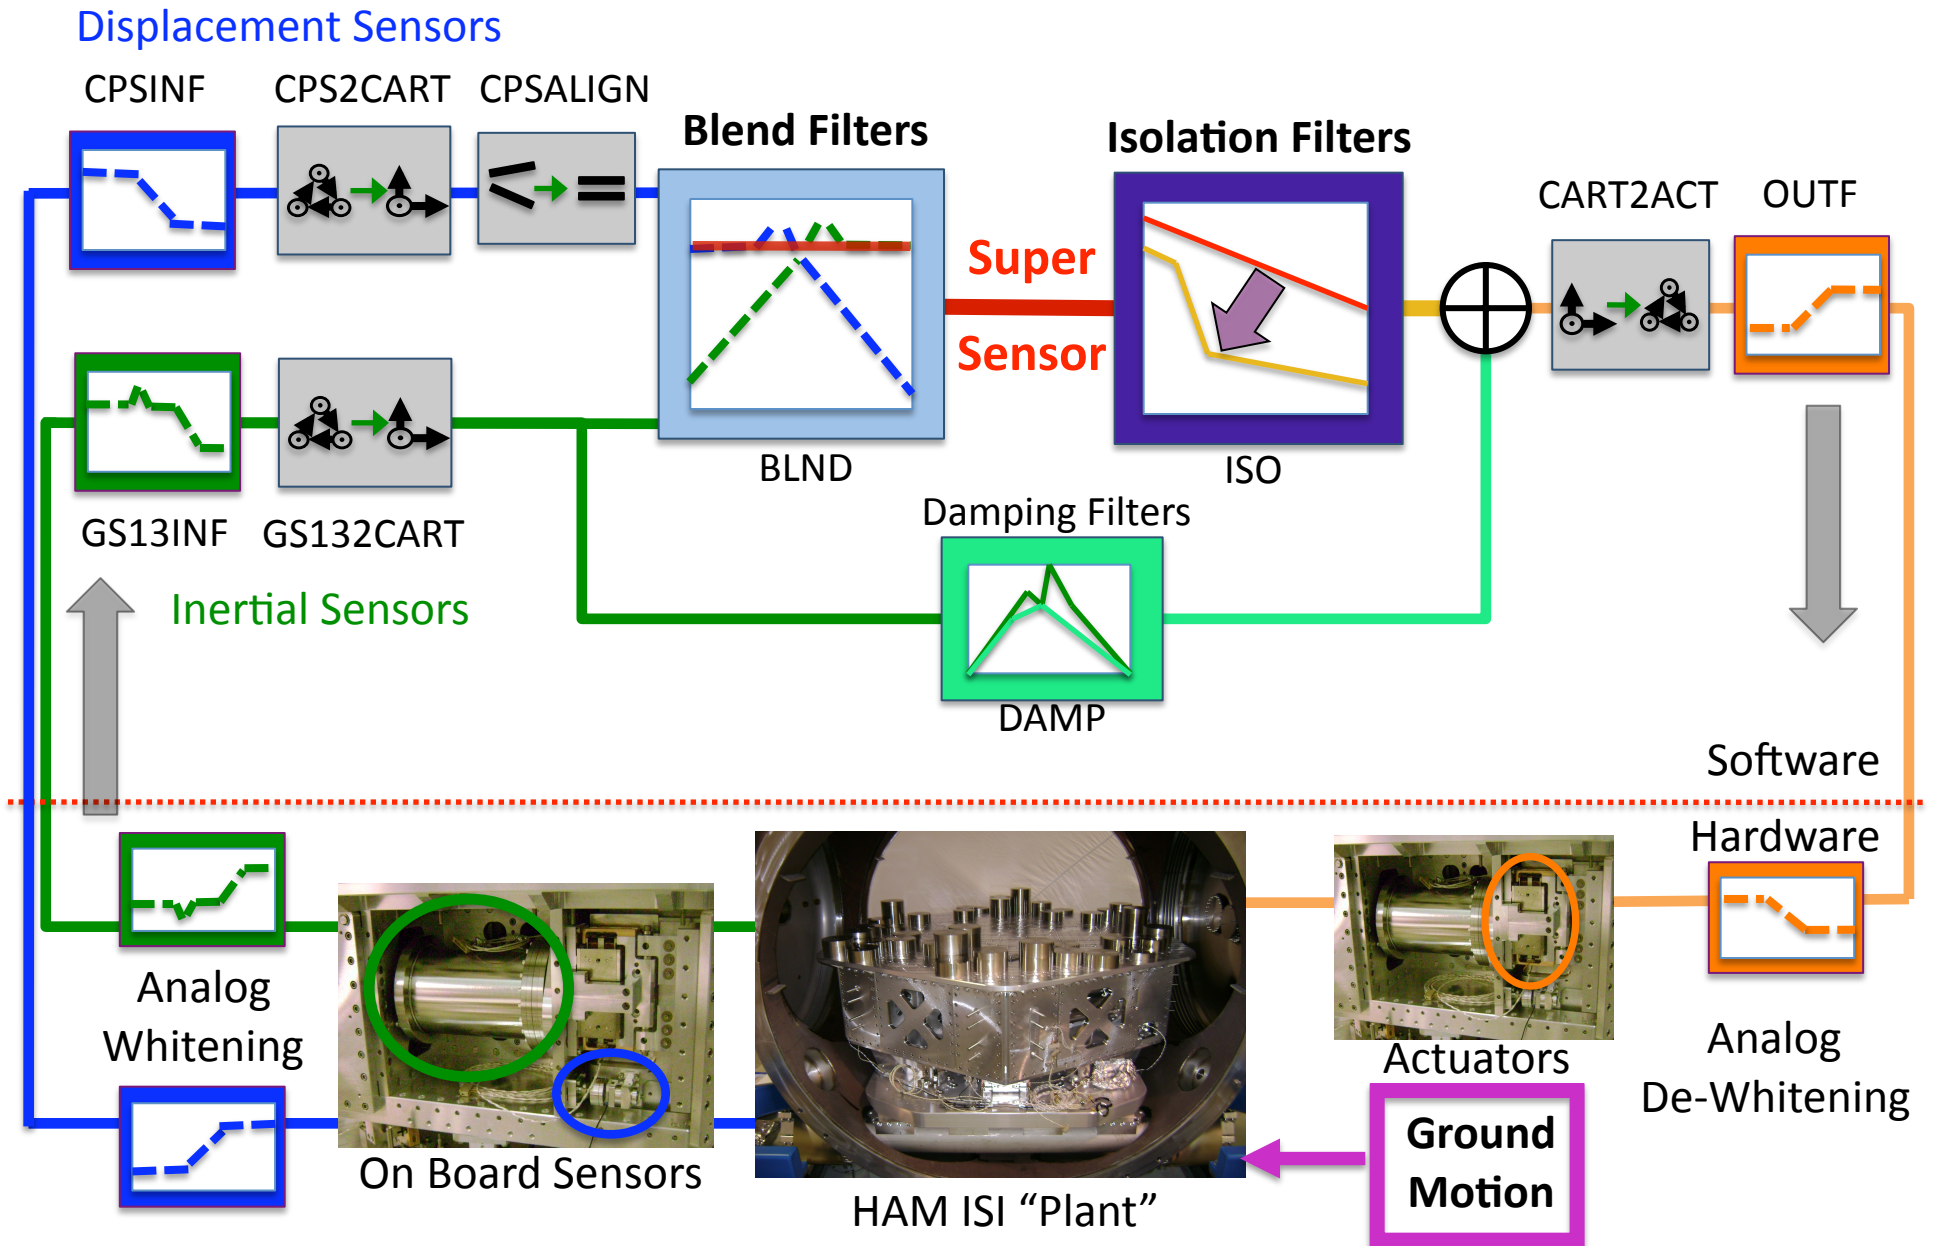 Displacement Sensors
CPSINF
CPS2CART
CPSALIGN
Blend Filters
Isolation Filters
CART2ACT
OUTF
Super
Sensor
BLND
ISO
GS13INF
GS132CART
Damping Filters
Inertial Sensors
DAMP
Software
Hardware
Analog
Whitening
On Board Sensors
HAM ISI “Plant”
Actuators
Ground
Motion
Analog
De-Whitening